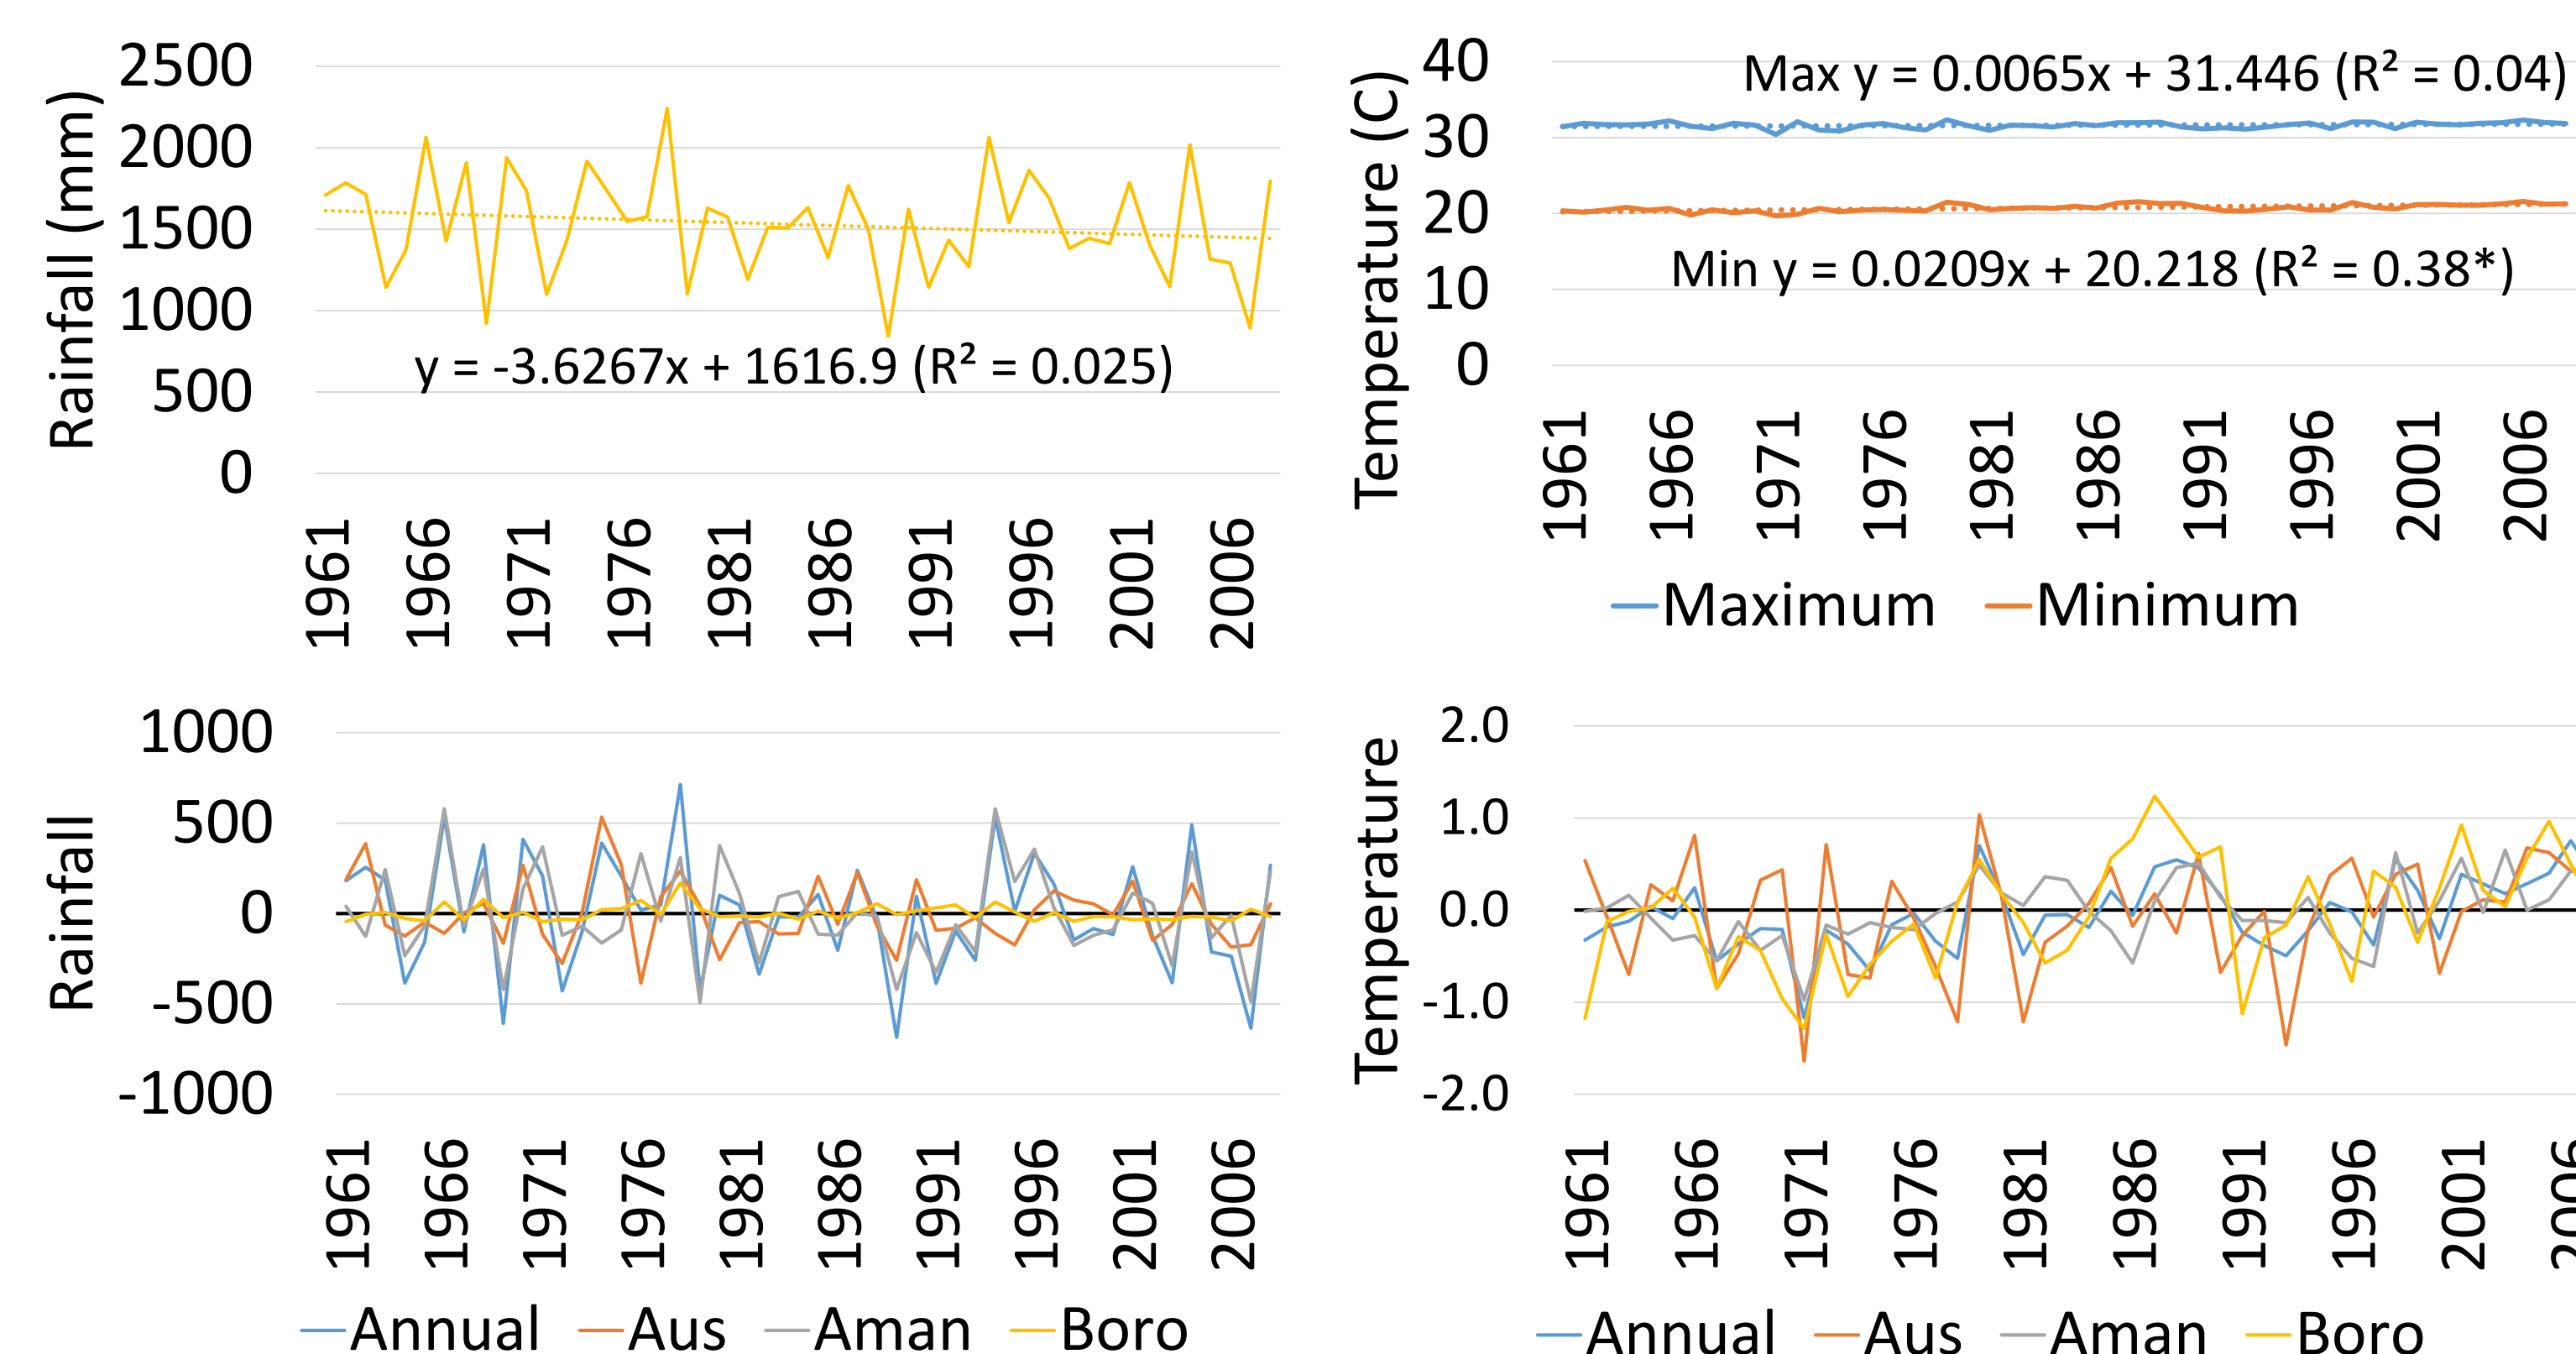 Rainfall (mm)
2500
2000
1500
1000
500
0
y = -3.6267x + 1616.9 (R² = 0.025)
1961 1966 1971 1976 1981 1986 1991 1996 2001 2006
Temperature (C)
40
30
20
10
0
Max y = 0.0065x + 31.446 (R² = 0.04)
Min y = 0.0209x + 20.218 (R² = 0.38*)
1961 1966 1971 1976 1981 1986 1991 1996 2001 2006
Maximum Minimum
Rainfall
1000
500
0
-500
-1000
1961 1966 1971 1976 1981 1986 1991 1996 2001 2006
Annual Aus Aman Boro
Temperature
2.0
1.0
0.0
-1.0
-2.0
1961 1966 1971 1976 1981 1986 1991 1996 2001
Annual Aus Aman Boro